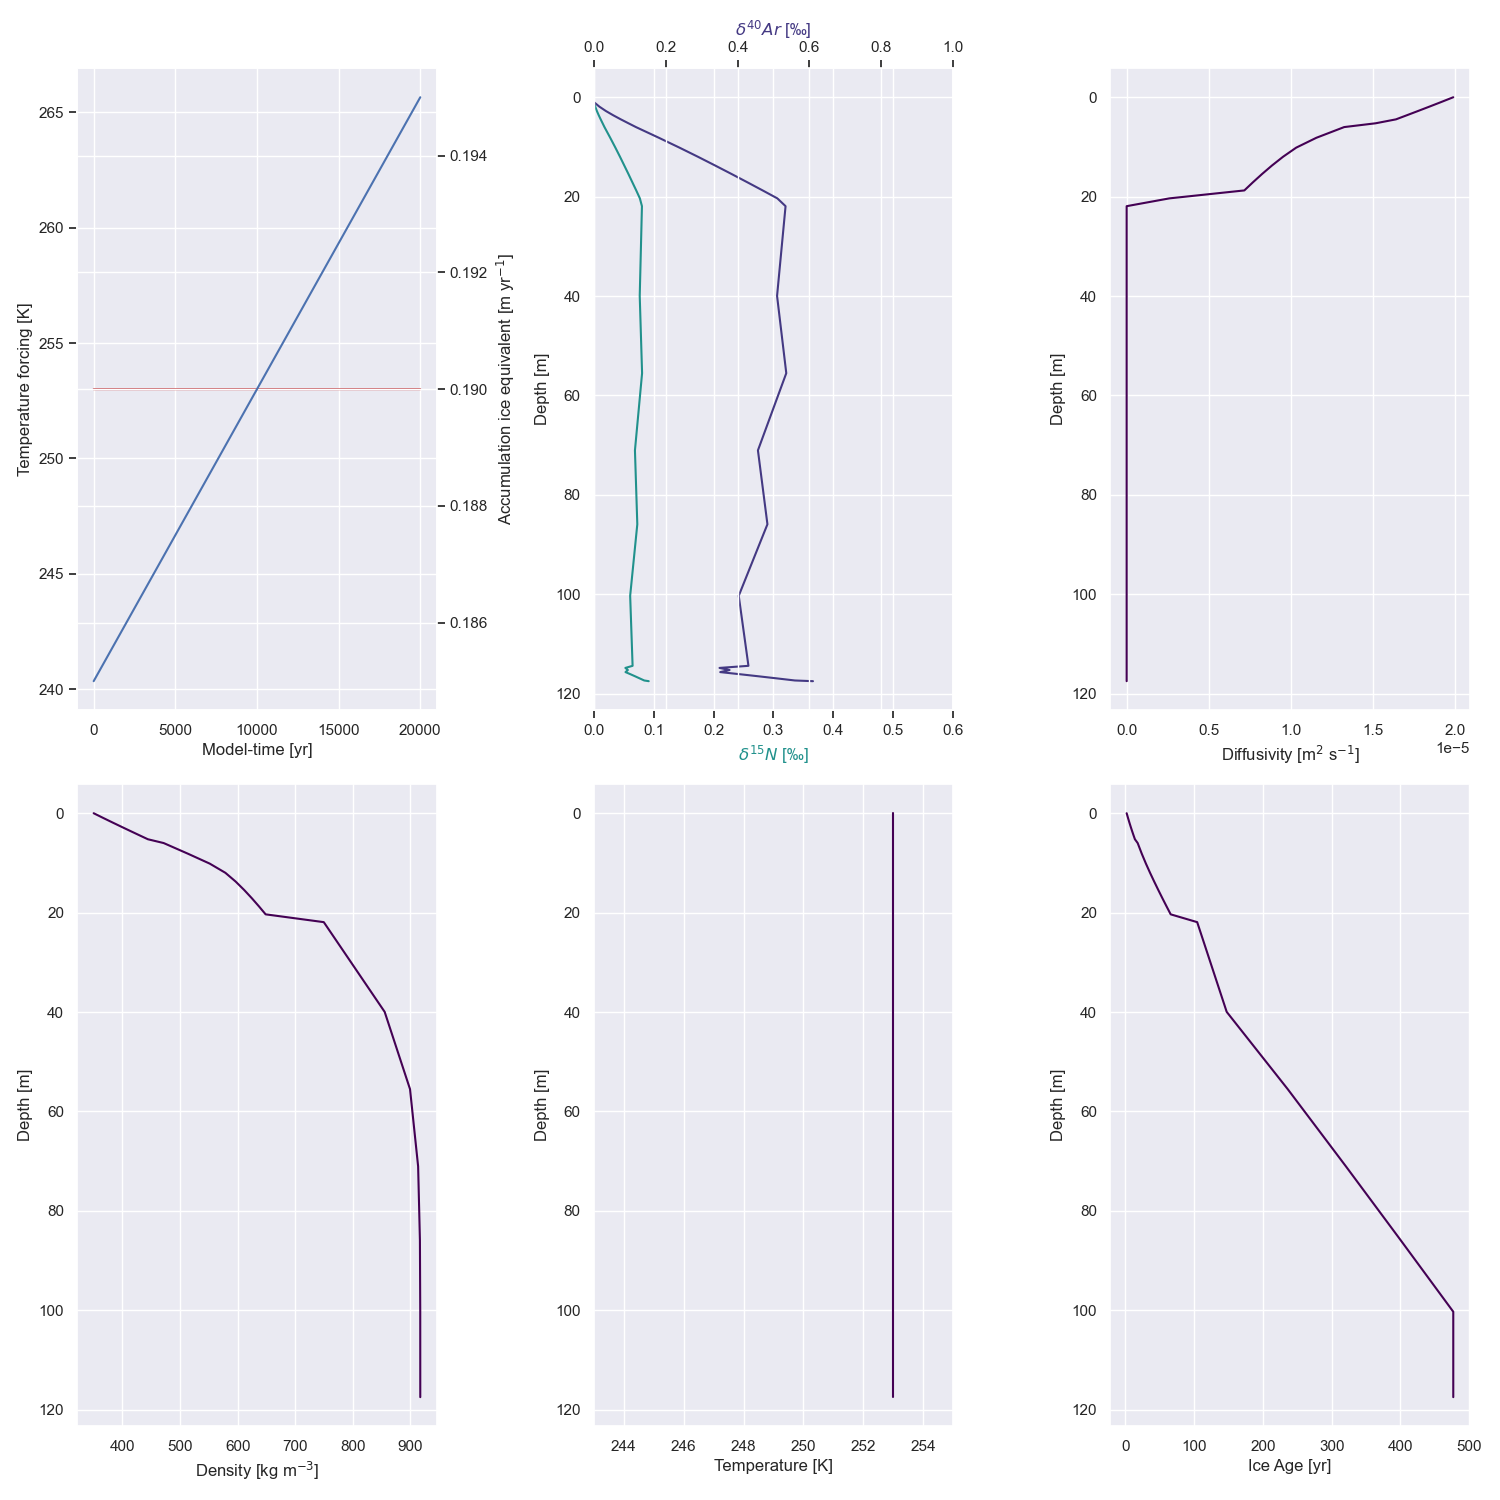 δ⁴⁰Ar [‰]
0.0 0.2 0.4 0.6 0.8 1.0
Temperature forcing [K]
265
260
255
250
245
240
0 5000 10000 15000 20000
Model-time [yr]
0.194
0.192
0.190
0.188
0.186
Accumulation ice equivalent [m yr⁻¹]
Depth [m]
0
20
40
60
80
100
120
0.0 0.1 0.2 0.3 0.4 0.5 0.6
δ¹⁵N [‰]
Depth [m]
0
20
40
60
80
100
120
0.0 0.5 1.0 1.5 2.0
1e−5
Diffusivity [m² s⁻¹]
Depth [m]
0
20
40
60
80
100
120
400 500 600 700 800 900
Density [kg m⁻³]
Depth [m]
0
20
40
60
80
100
120
244 246 248 250 252 254
Temperature [K]
Depth [m]
0
20
40
60
80
100
120
0 100 200 300 400 500
Ice Age [yr]